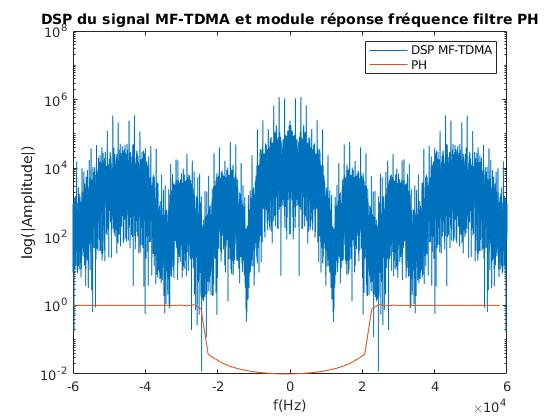 DSP du signal MF-TDMA et module réponse fréquence filtre PH
10^8
DSP MF-TDMA
PH
10^6
10^4
10^2
10^0
10^-2
log(|Amplitude|)
-6 -4 -2 0 2 4 6
f(Hz)
×10^4